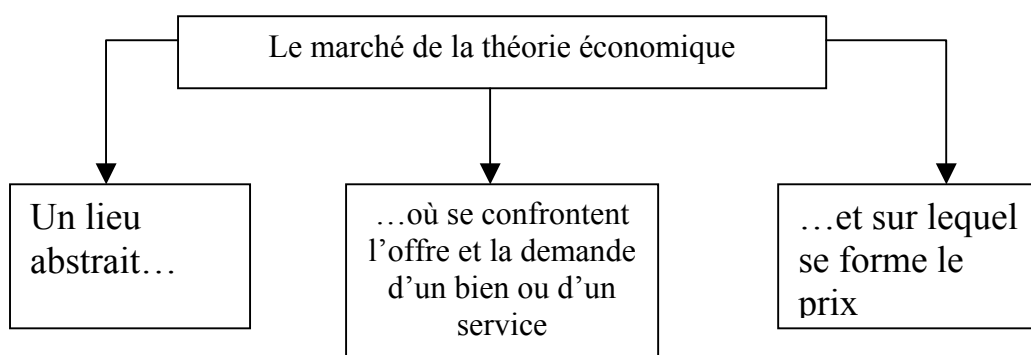 Le marché de la théorie économique
Un lieu
abstrait…
…où se confrontent
l’offre et la demande
d’un bien ou d’un
service
…et sur lequel
se forme le
prix